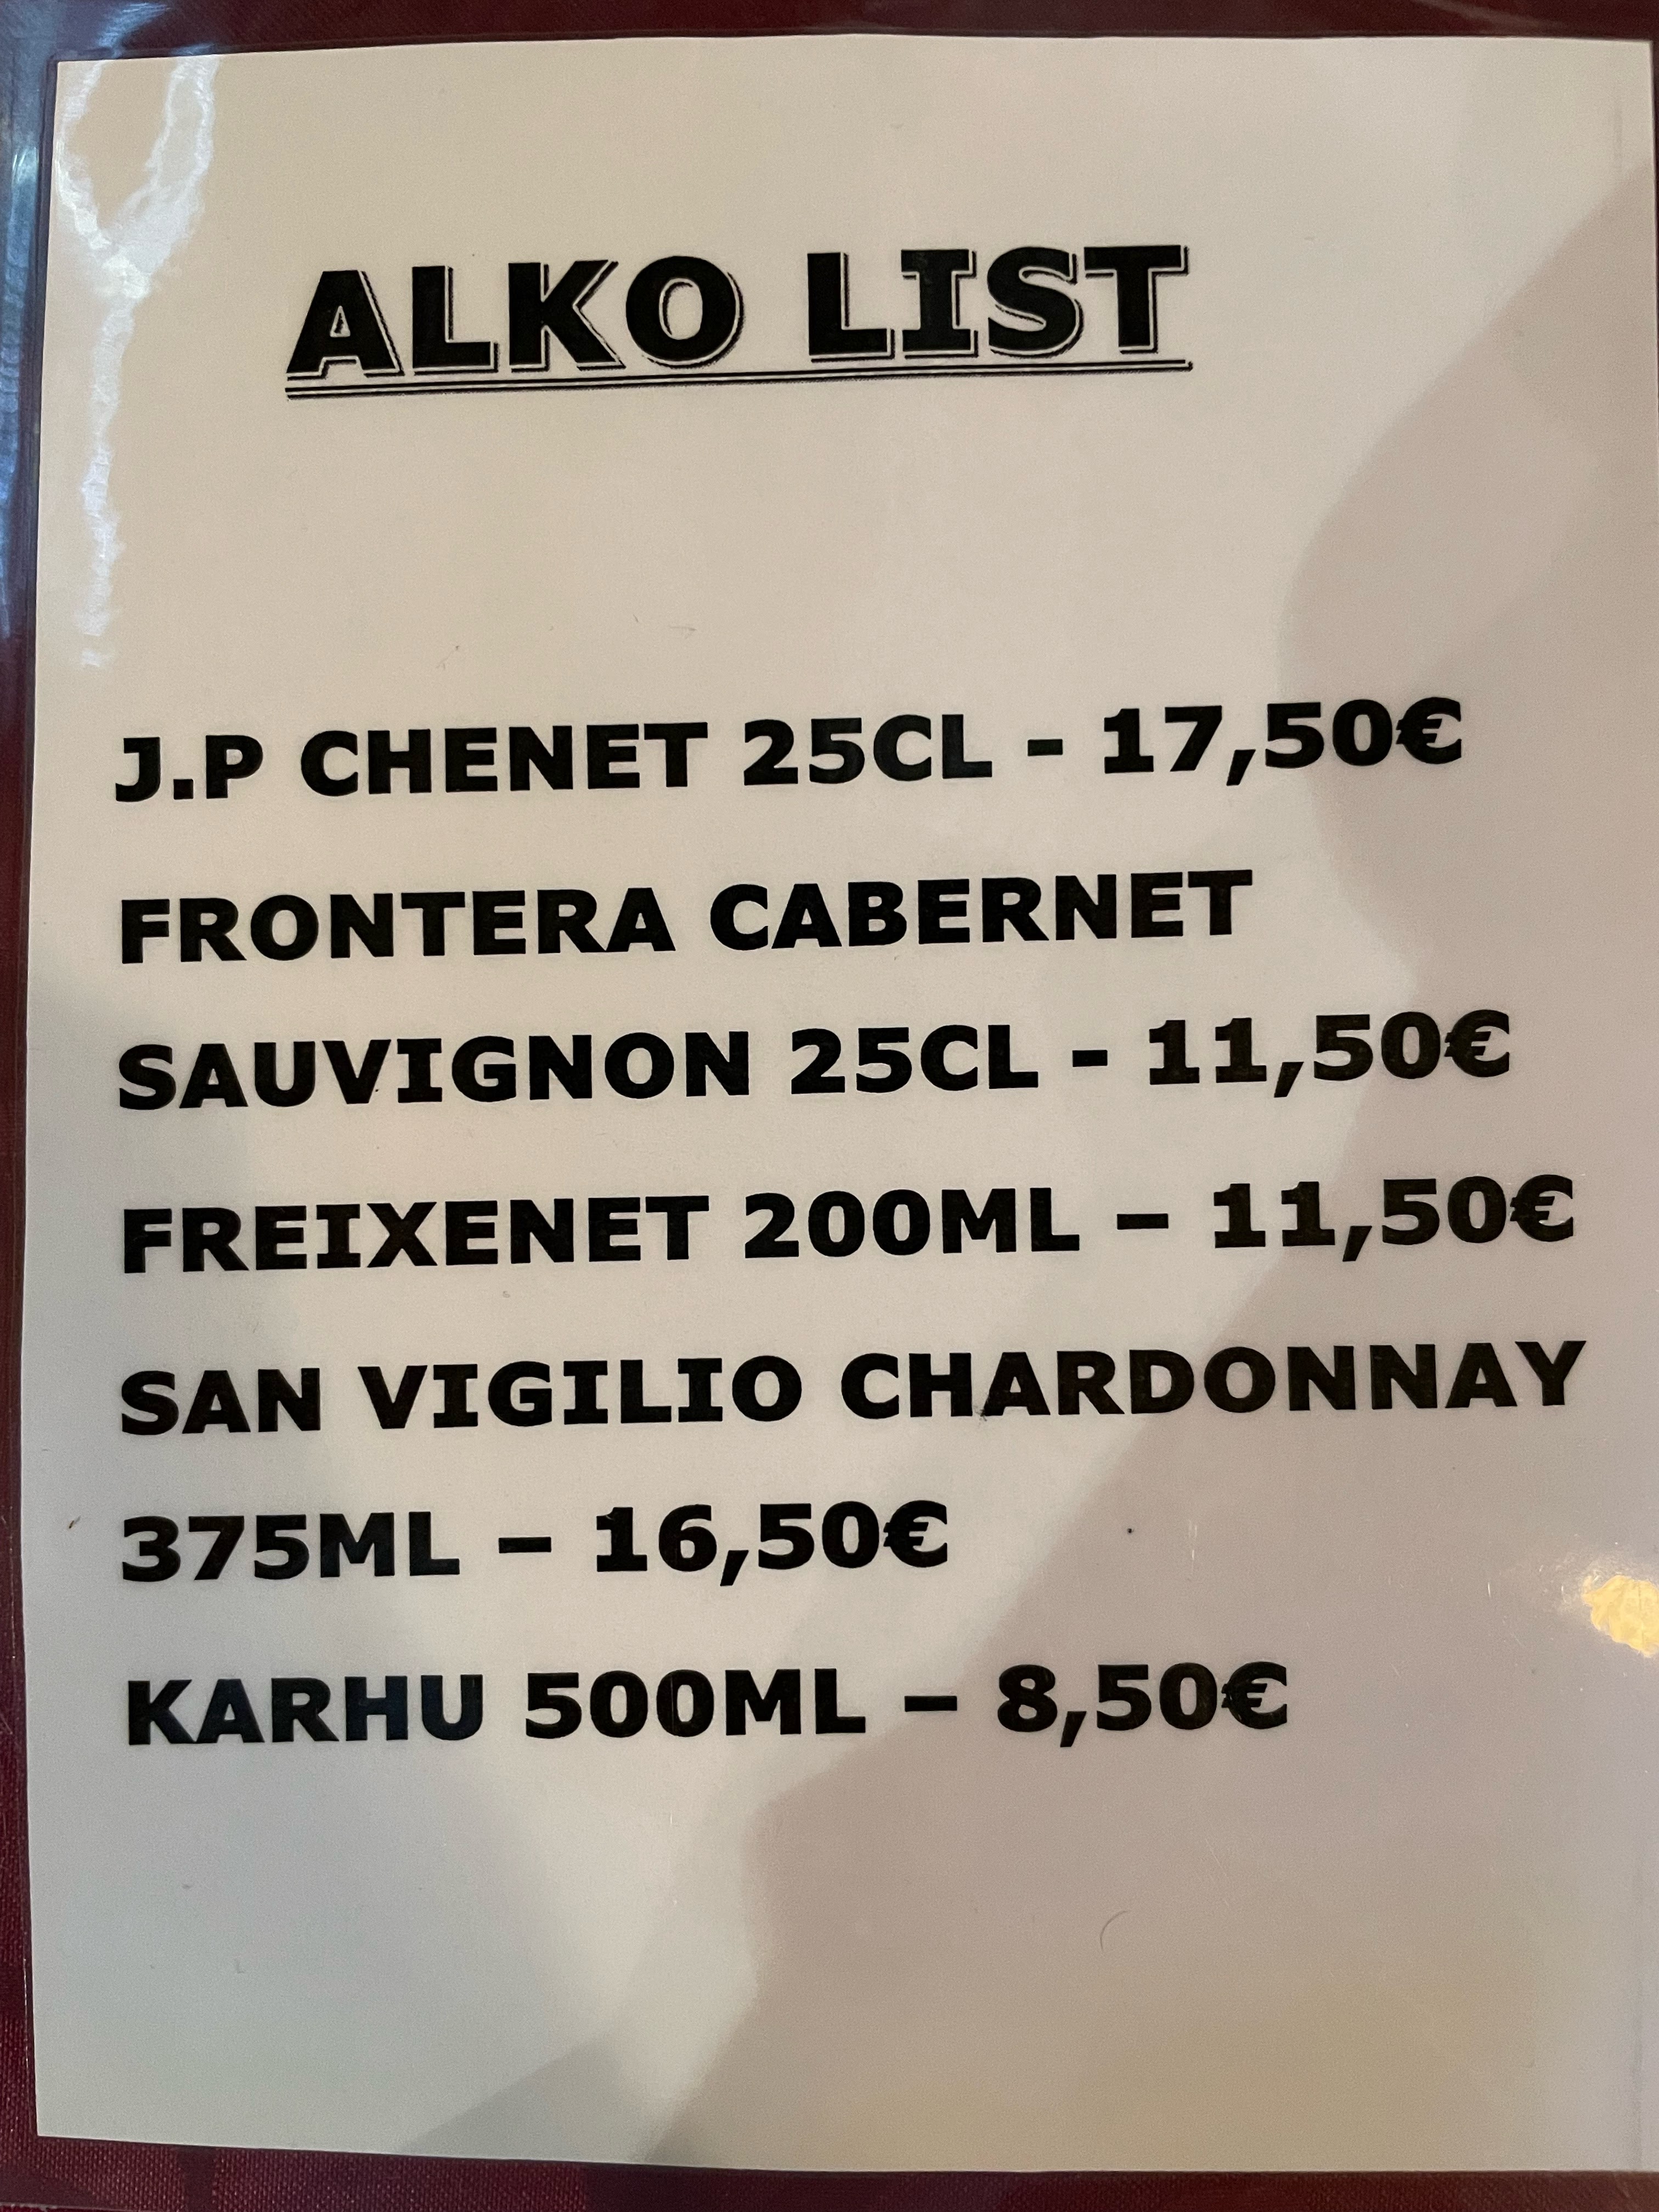 ALKO LIST
J.P CHENET 25CL - 17,50€
FRONTERA CABERNET
SAUVIGNON 25CL - 11,50€
FREIXENET 200ML – 11,50€
SAN VIGILIO CHARDONNAY
375ML – 16,50€
KARHU 500ML – 8,50€